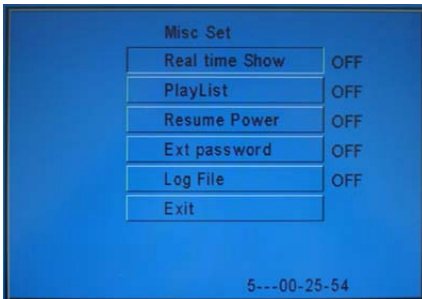 Misc Set
Real time Show OFF
PlayList OFF
Resume Power OFF
Ext password OFF
Log File OFF
Exit
5---00-25-54